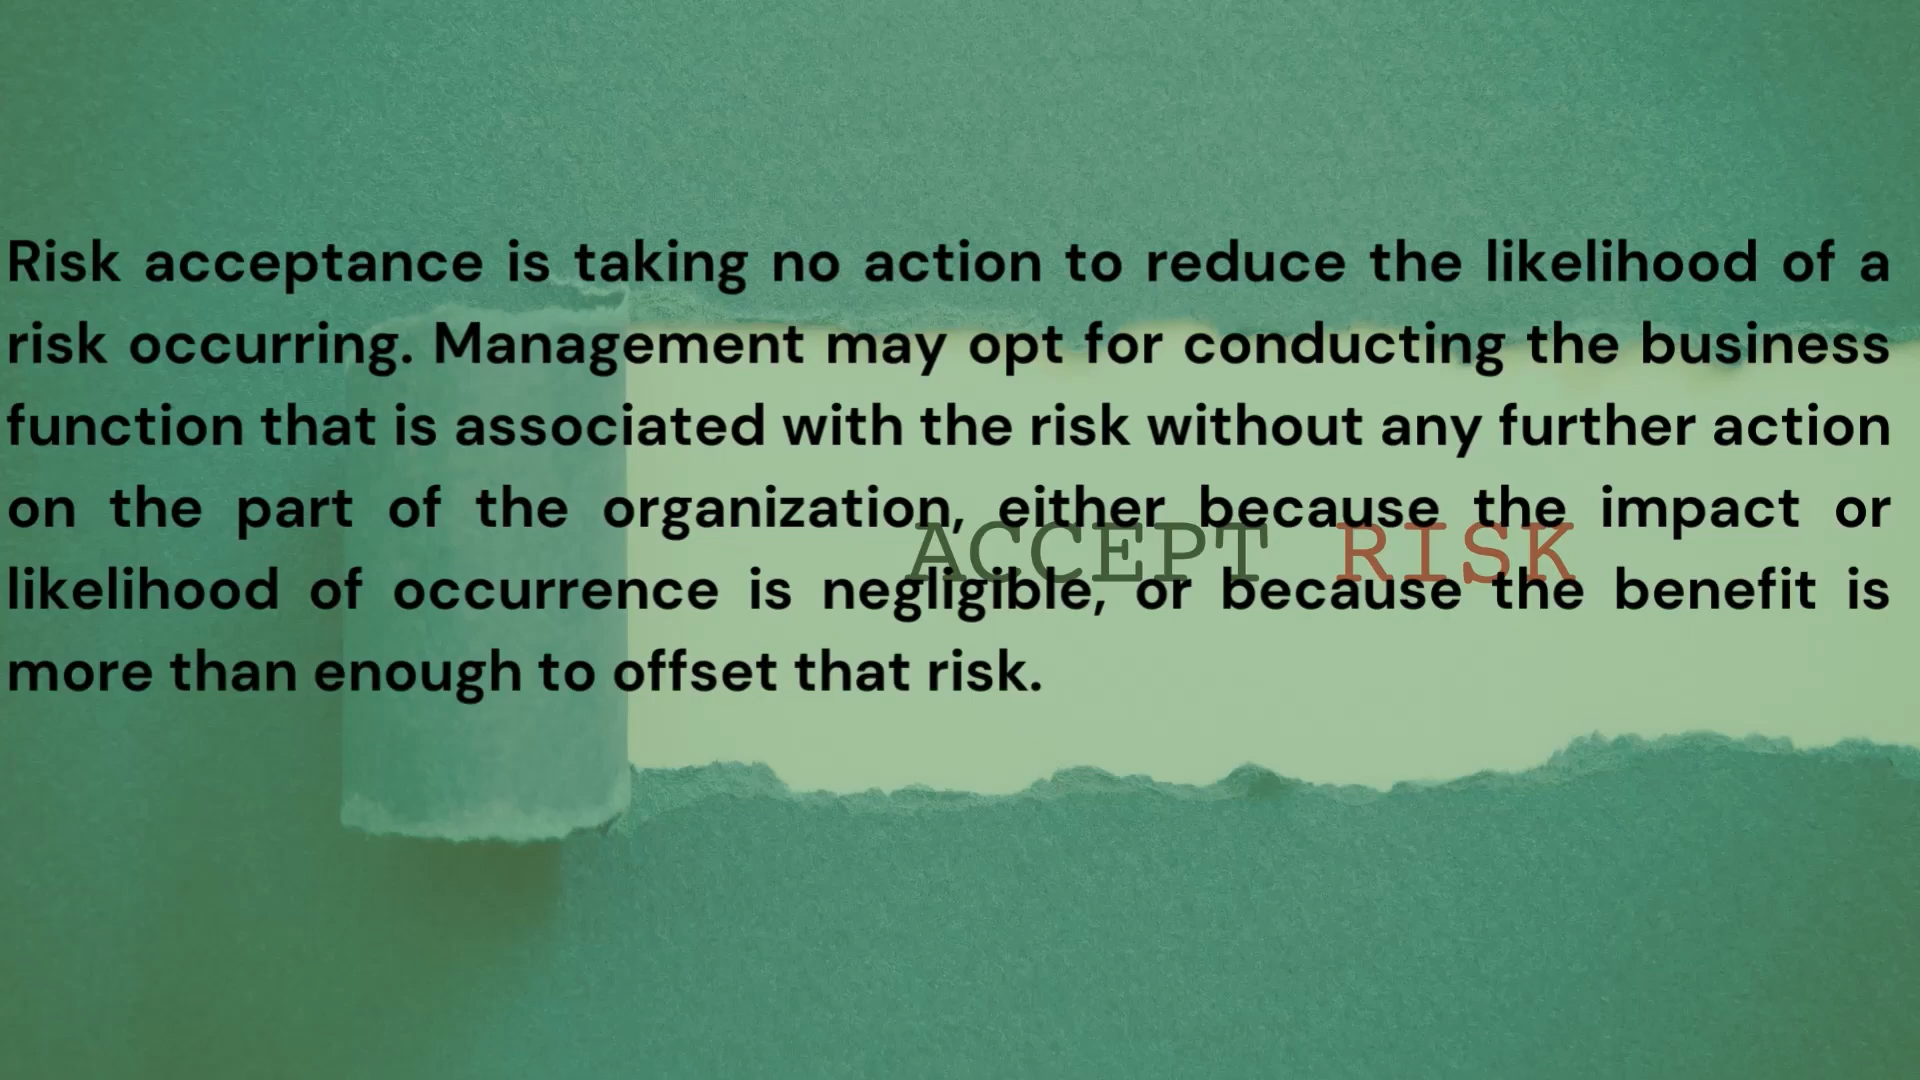 Risk acceptance is taking no action to reduce the likelihood of a
risk occurring. Management may opt for conducting the business
function that is associated with the risk without any further action
on the part of the organization, either because the impact or
ACCEPT RISK
likelihood of occurrence is negligible, or because the benefit is
more than enough to offset that risk.